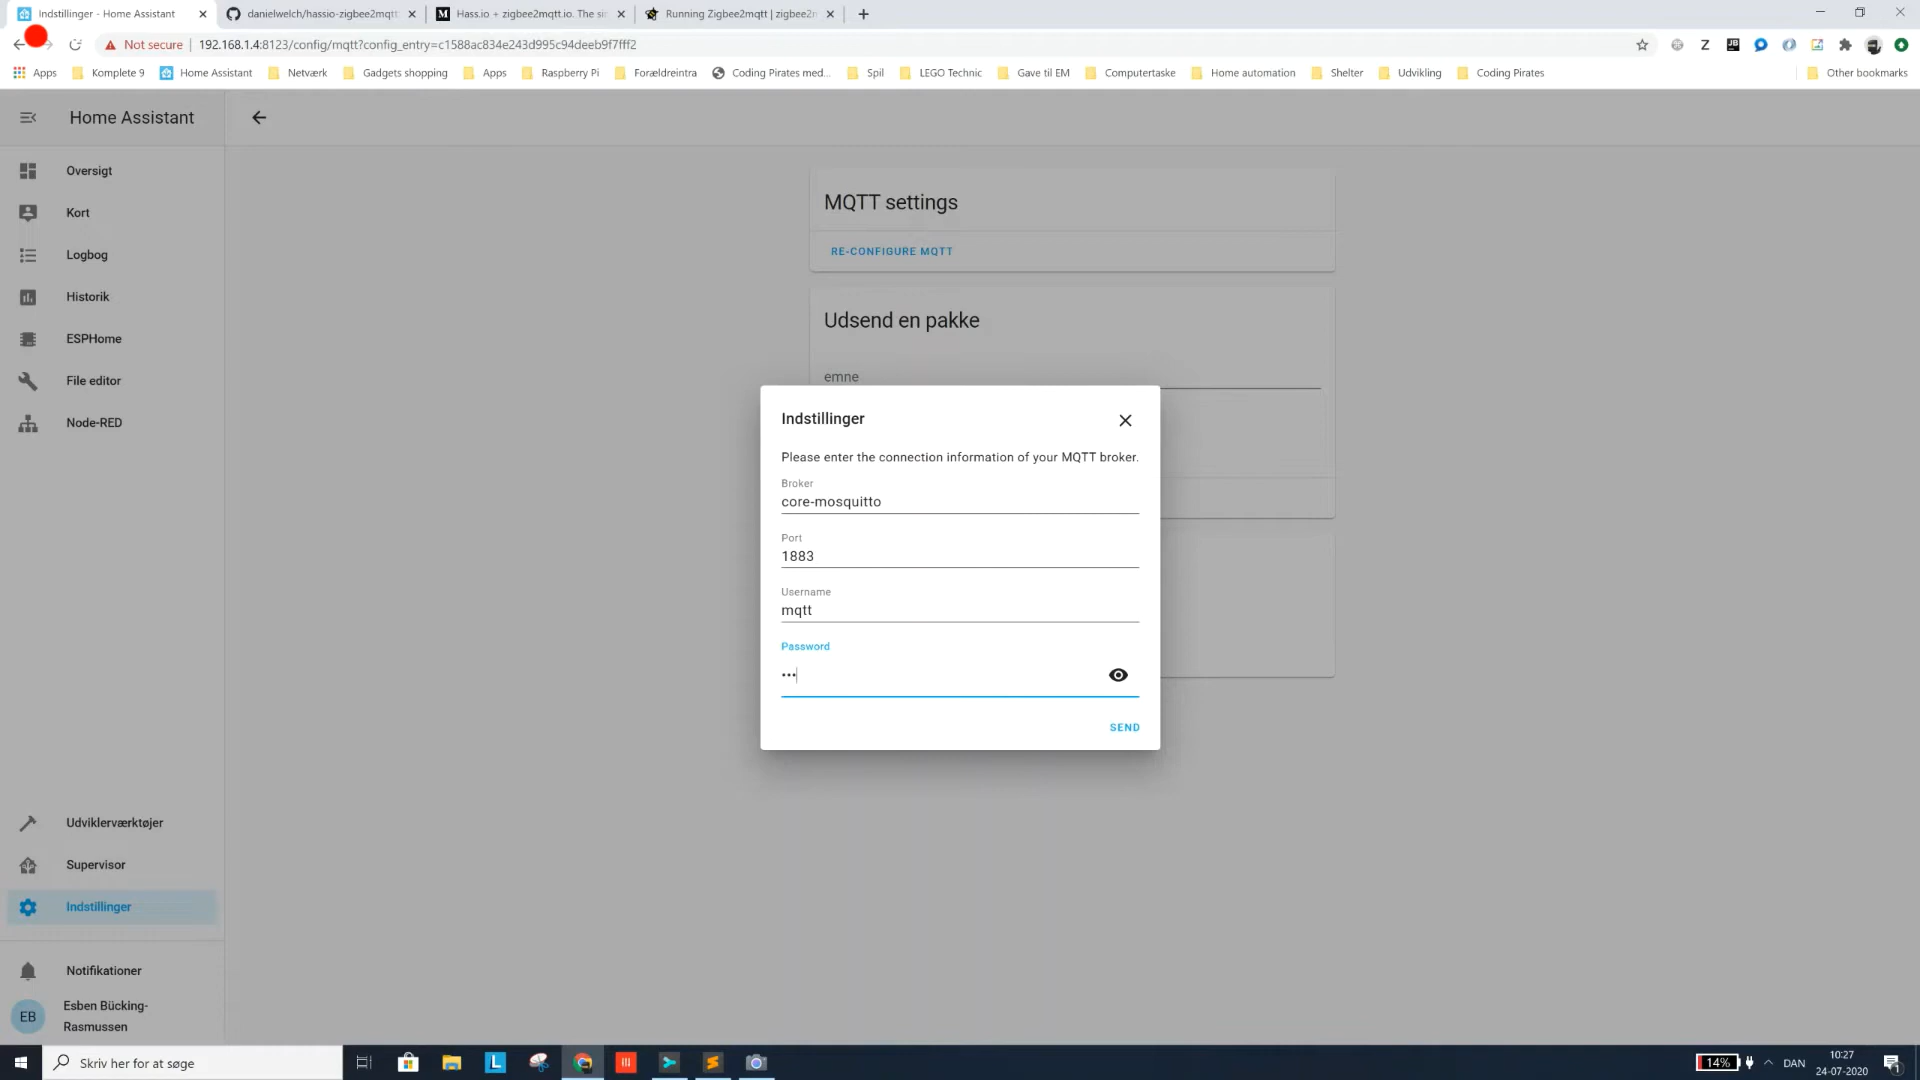 Indstillinger - Home Assistant
danielwelch/hassio-zigbee2mqtt
Hass.io + zigbee2mqtt.io. The sim
Running Zigbee2mqtt | zigbee2m
Not secure
192.168.1.4:8123/config/mqtt?config_entry=c1588ac834e243d995c94deeb9f7fff2
Apps
Komplete 9
Home Assistant
Netværk
Gadgets shopping
Apps
Raspberry Pi
Forældreintra
Coding Pirates med...
Spil
LEGO Technic
Gave til EM
Computertaske
Home automation
Shelter
Udvikling
Coding Pirates
Other bookmarks
Home Assistant
Oversigt
Kort
Logbog
Historik
ESPHome
File editor
Node-RED
Udviklerværktøjer
Supervisor
Indstillinger
Notifikationer
EB
Esben Bücking-
Rasmussen
MQTT settings
RE-CONFIGURE MQTT
Udsend en pakke
emne
Indstillinger
Please enter the connection information of your MQTT broker.
Broker
core-mosquitto
Port
1883
Username
mqtt
Password
•••
SEND
Skriv her for at søge
14%
DAN
10:27
24-07-2020
1